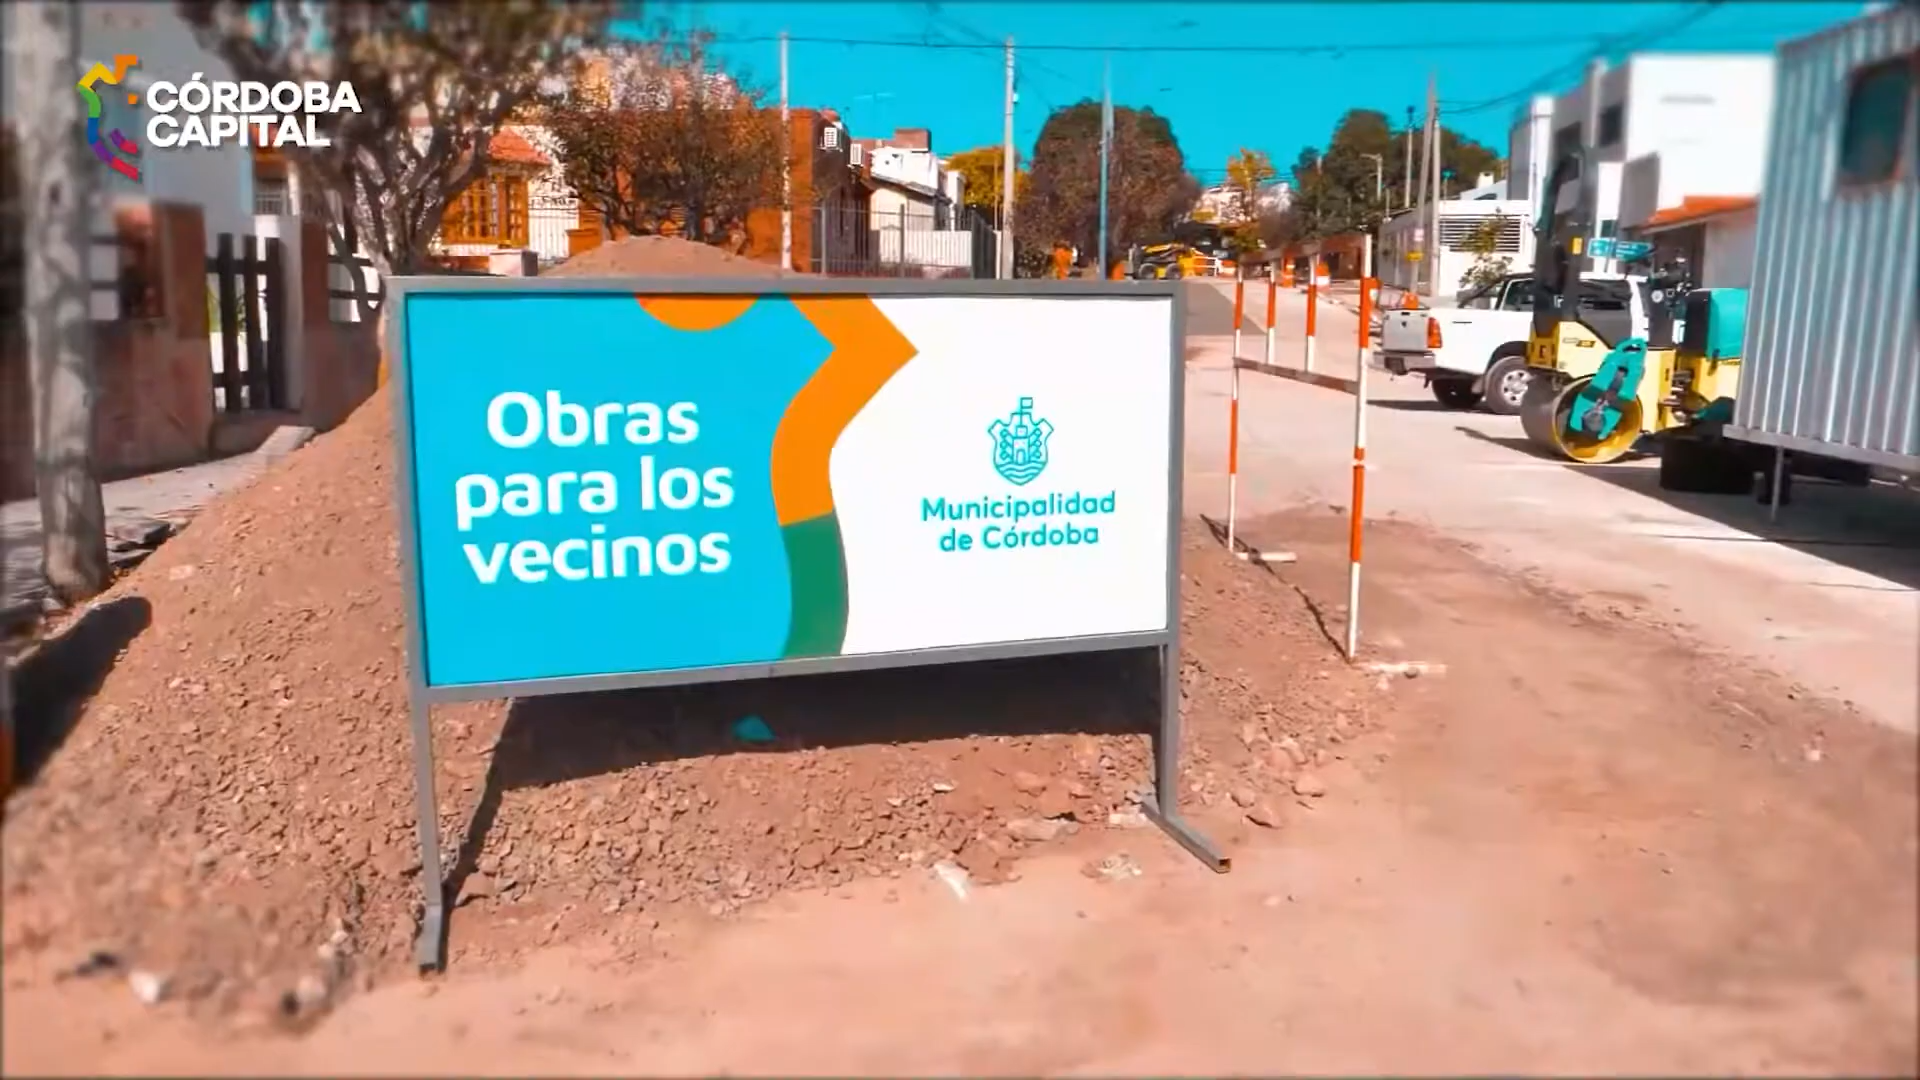 CÓRDOBA
CAPITAL
Obras
para los
vecinos
Municipalidad
de Córdoba